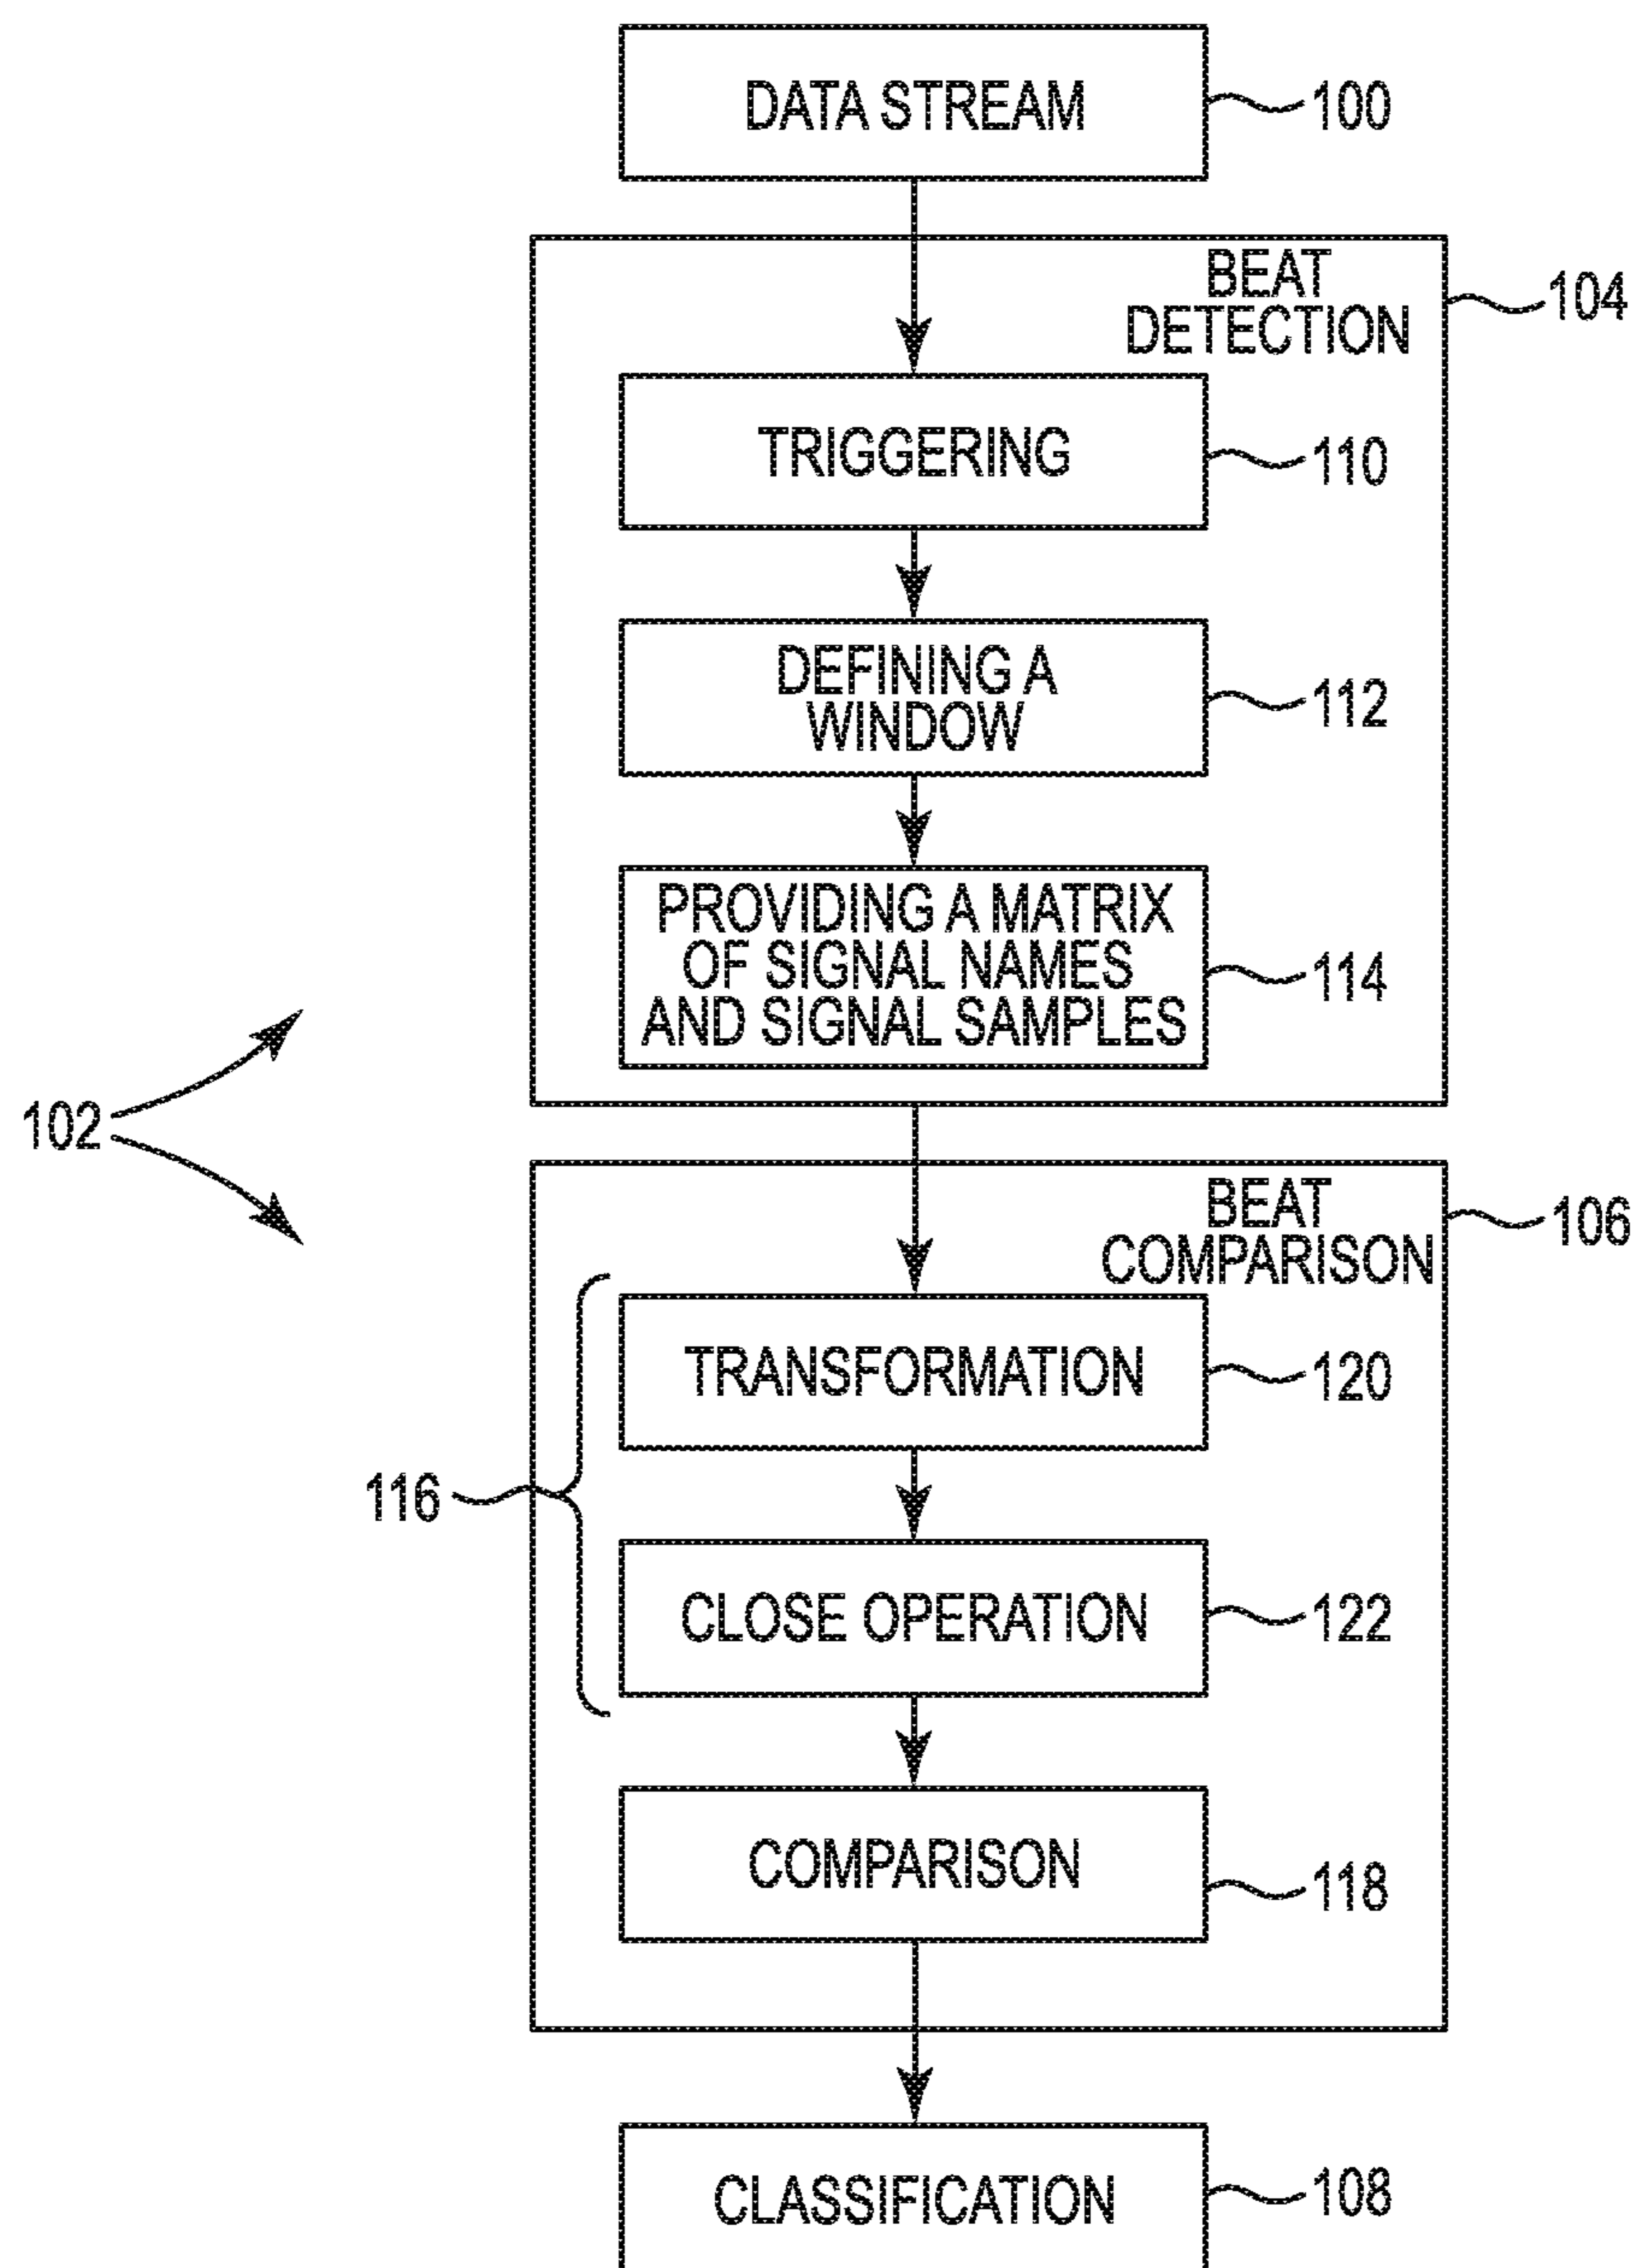 DATA STREAM
100
BEAT
DETECTION
104
TRIGGERING
110
DEFINING A
WINDOW
112
PROVIDING A MATRIX
OF SIGNAL NAMES
AND SIGNAL SAMPLES
114
102
BEAT
COMPARISON
106
TRANSFORMATION
120
116
CLOSE OPERATION
122
COMPARISON
118
CLASSIFICATION
108